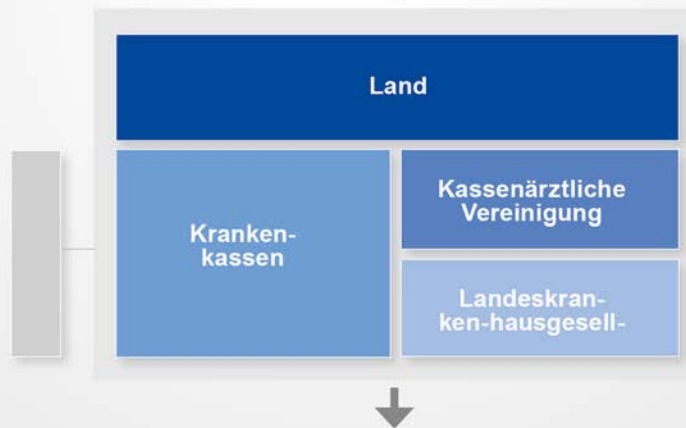 Land
Kassenärztliche
Vereinigung
Kranken-
kassen
Landeskran-
ken-hausgesell-